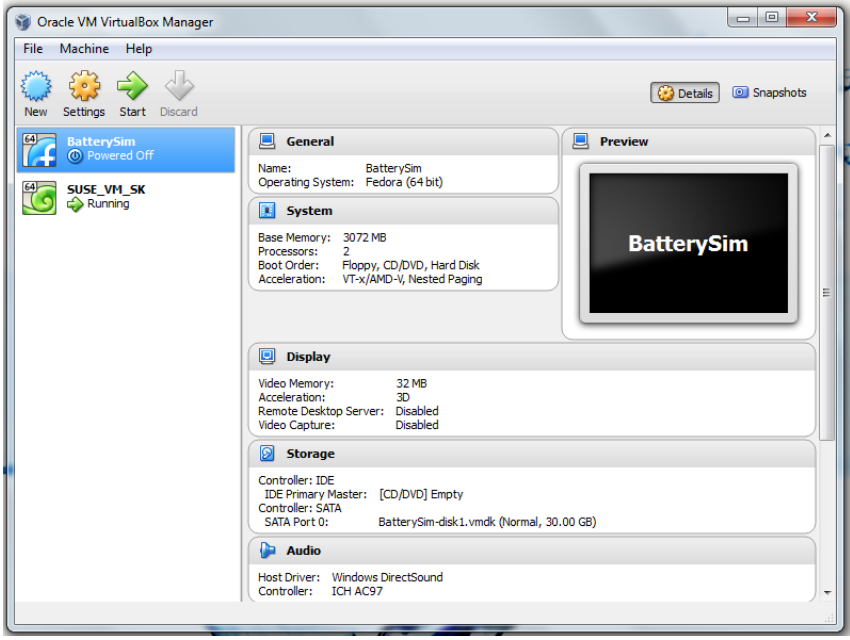 Oracle VM VirtualBox Manager
File Machine Help
New Settings Start Discard
Details Snapshots
64 BatterySim
Powered Off
64 SUSE_VM_SK
Running
General
Name: BatterySim
Operating System: Fedora (64 bit)
System
Base Memory: 3072 MB
Processors: 2
Boot Order: Floppy, CD/DVD, Hard Disk
Acceleration: VT-x/AMD-V, Nested Paging
Preview
BatterySim
Display
Video Memory: 32 MB
Acceleration: 3D
Remote Desktop Server: Disabled
Video Capture: Disabled
Storage
Controller: IDE
IDE Primary Master: [CD/DVD] Empty
Controller: SATA
SATA Port 0: BatterySim-disk1.vmdk (Normal, 30.00 GB)
Audio
Host Driver: Windows DirectSound
Controller: ICH AC97